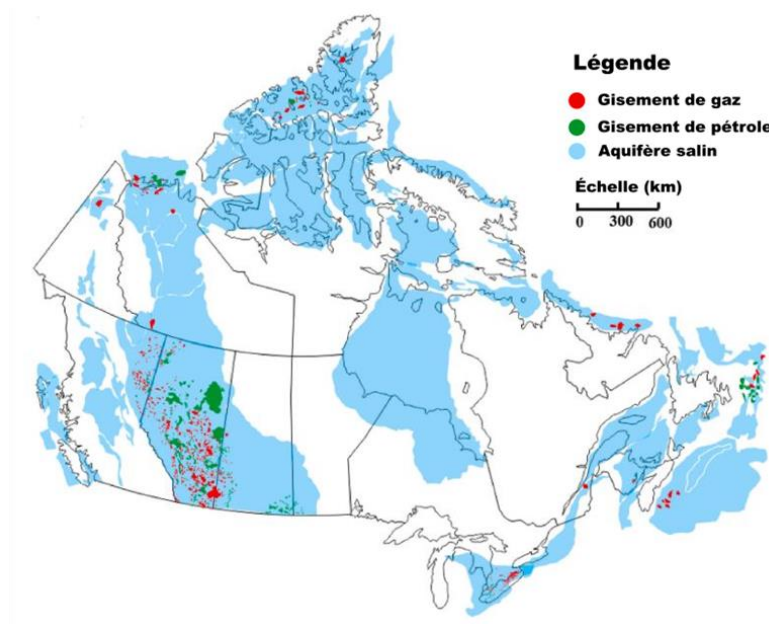 Légende
Gisement de gaz
Gisement de pétrole
Aquifère salin
Échelle (km)
0 300 600